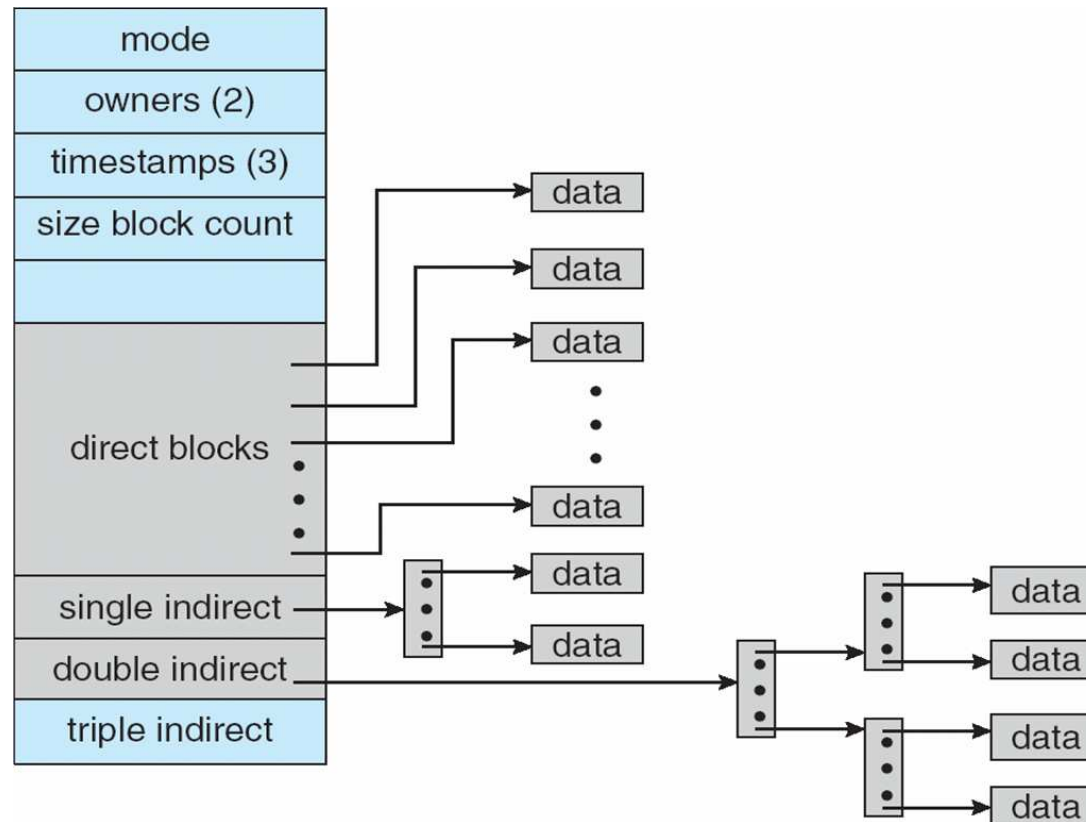 mode
owners (2)
timestamps (3)
size block count
direct blocks
single indirect
double indirect
triple indirect
data
data
data
data
data
data
data
data
data
data